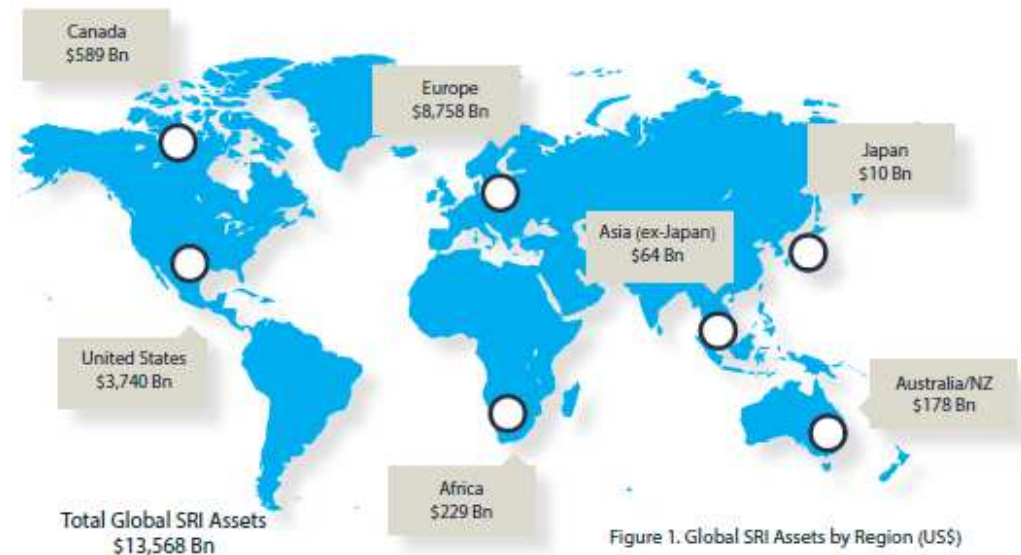 Canada
$589 Bn
Europe
$8,758 Bn
Japan
$10 Bn
Asia (ex-Japan)
$64 Bn
United States
$3,740 Bn
Australia/NZ
$178 Bn
Africa
$229 Bn
Total Global SRI Assets
$13,568 Bn
Figure 1. Global SRI Assets by Region (US$)